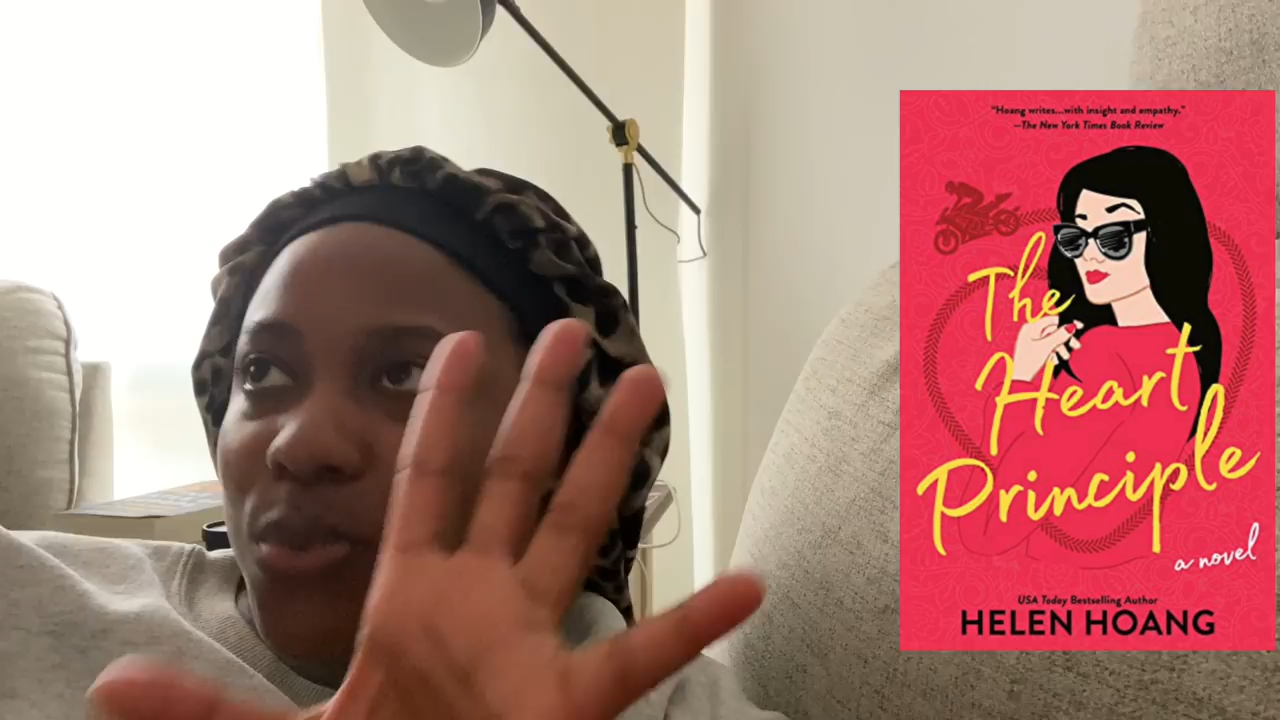 "Hoang writes...with insight and empathy."
—The New York Times Book Review
The
Heart
Principle
a novel
USA Today Bestselling Author
HELEN HOANG